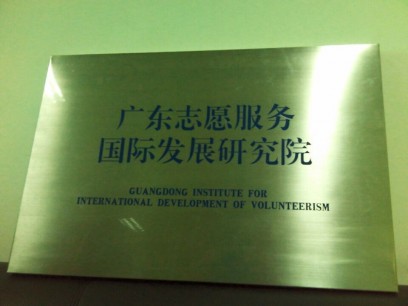 广东志愿服务
国际发展研究院
GUANGDONG INSTITUTE FOR
INTERNATIONAL DEVELOPMENT OF VOLUNTEERISM